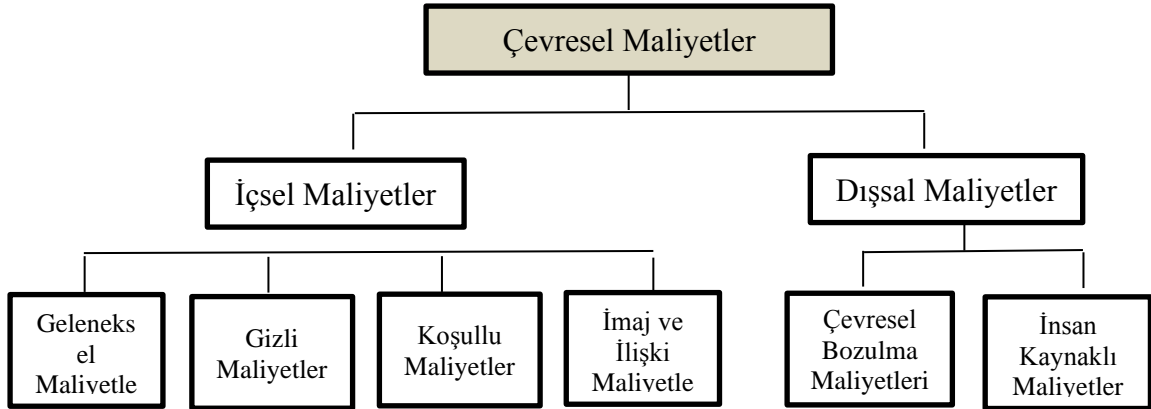 Çevresel Maliyetler
İçsel Maliyetler
Dışsal Maliyetler
Geleneks
el
Maliyetle
Gizli
Maliyetler
Koşullu
Maliyetler
İmaj ve
İlişki
Maliyetle
Çevresel
Bozulma
Maliyetleri
İnsan
Kaynaklı
Maliyetler